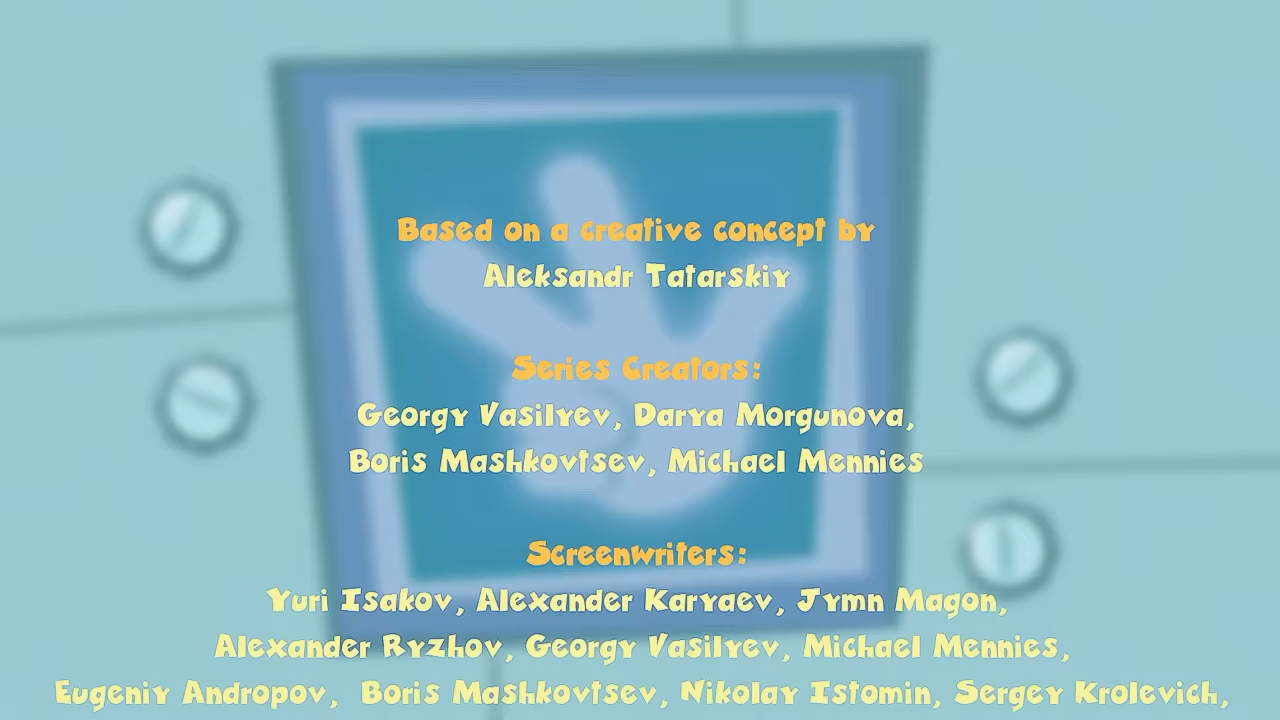 Based on a creative concept by
Aleksandr Tatarskiy
Series Creators:
Georgy Vasilyev, Darya Morgunova,
Boris Mashkovtsev, Michael Mennies
Screenwriters:
Yuri Isakov, Alexander Karyaev, Jymn Magon,
Alexander Ryzhov, Georgy Vasilyev, Michael Mennies,
Eugeniy Andropov, Boris Mashkovtsev, Nikolay Istomin, Sergey Krolevich,